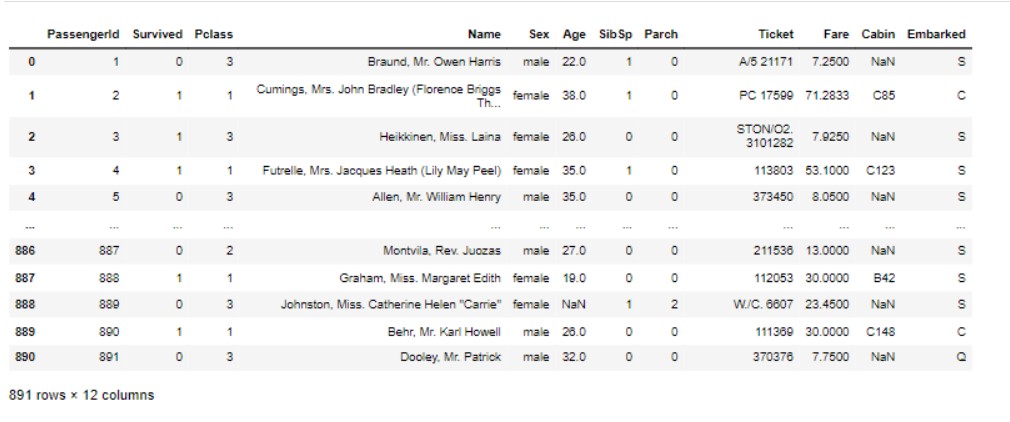 PassengerId Survived Pclass Name Sex Age SibSp Parch Ticket Fare Cabin Embarked
0 1 0 3 Braund, Mr. Owen Harris male 22.0 1 0 A/5 21171 7.2500 NaN S
1 2 1 1 Cumings, Mrs. John Bradley (Florence Briggs Th... female 38.0 1 0 PC 17599 71.2833 C85 C
2 3 1 3 Heikkinen, Miss. Laina female 26.0 0 0 STON/O2. 3101282 7.9250 NaN S
3 4 1 1 Futrelle, Mrs. Jacques Heath (Lily May Peel) female 35.0 1 0 113803 53.1000 C123 S
4 5 0 3 Allen, Mr. William Henry male 35.0 0 0 373450 8.0500 NaN S
... ... ... ... ... ... ... ... ... ... ... ... ...
886 887 0 2 Montvila, Rev. Juozas male 27.0 0 0 211536 13.0000 NaN S
887 888 1 1 Graham, Miss. Margaret Edith female 19.0 0 0 112053 30.0000 B42 S
888 889 0 3 Johnston, Miss. Catherine Helen "Carrie" female NaN 1 2 W./C. 6607 23.4500 NaN S
889 890 1 1 Behr, Mr. Karl Howell male 26.0 0 0 111369 30.0000 C148 C
890 891 0 3 Dooley, Mr. Patrick male 32.0 0 0 370376 7.7500 NaN Q
891 rows × 12 columns